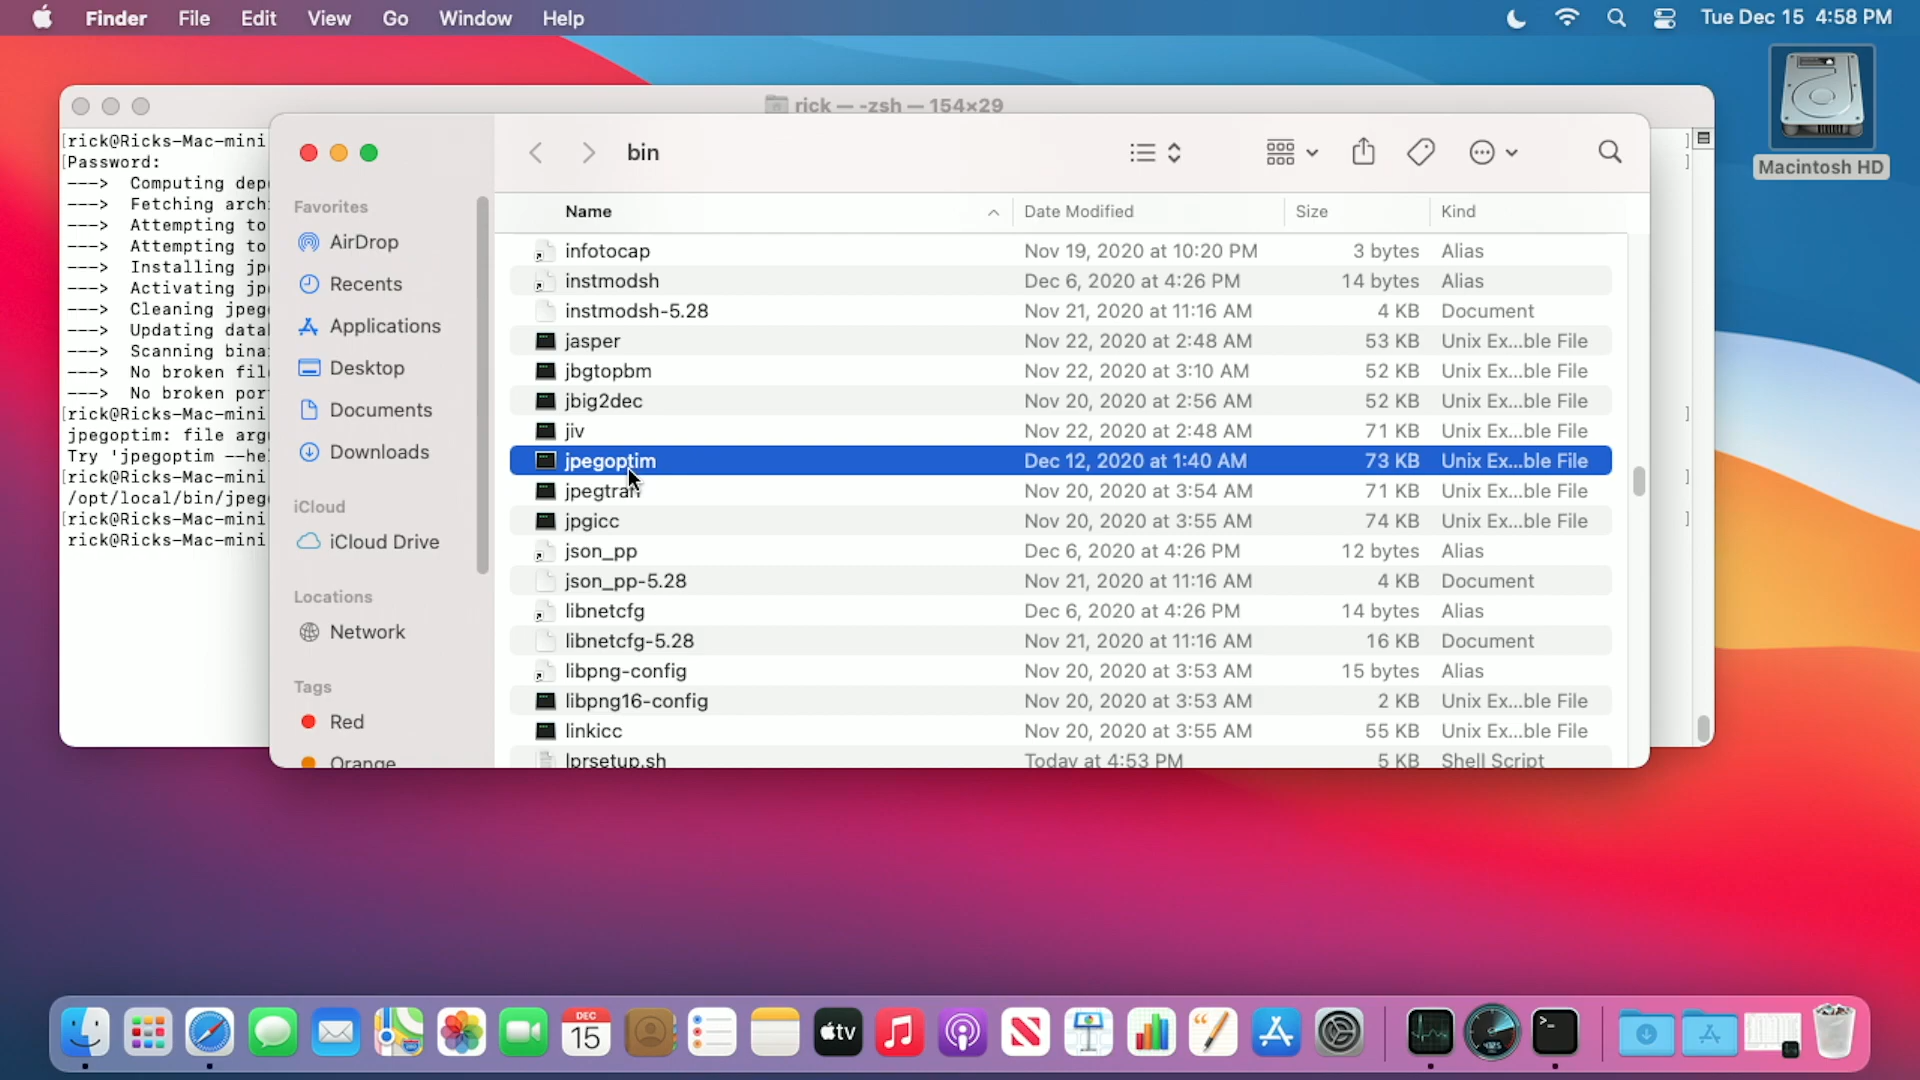 Finder File Edit View Go Window Help Tue Dec 15 4:58 PM
Macintosh HD
rick — -zsh — 154×29
[rick@Ricks-Mac-mini
[Password:
---> Computing dep
---> Fetching arch
---> Attempting to
---> Attempting to
---> Installing jp
---> Activating jp
---> Cleaning jpeg
---> Updating data
---> Scanning bina
---> No broken fil
---> No broken por
[rick@Ricks-Mac-mini
jpegoptim: file arg
Try 'jpegoptim --he
[rick@Ricks-Mac-mini
/opt/local/bin/jpeg
[rick@Ricks-Mac-mini
rick@Ricks-Mac-mini
bin
Favorites
AirDrop
Recents
Applications
Desktop
Documents
Downloads
iCloud
iCloud Drive
Locations
Network
Tags
Red
Orange
Name Date Modified Size Kind
infotocap Nov 19, 2020 at 10:20 PM 3 bytes Alias
instmodsh Dec 6, 2020 at 4:26 PM 14 bytes Alias
instmodsh-5.28 Nov 21, 2020 at 11:16 AM 4 KB Document
jasper Nov 22, 2020 at 2:48 AM 53 KB Unix Ex...ble File
jbgtopbm Nov 22, 2020 at 3:10 AM 52 KB Unix Ex...ble File
jbig2dec Nov 20, 2020 at 2:56 AM 52 KB Unix Ex...ble File
jiv Nov 22, 2020 at 2:48 AM 71 KB Unix Ex...ble File
jpegoptim Dec 12, 2020 at 1:40 AM 73 KB Unix Ex...ble File
jpegtran Nov 20, 2020 at 3:54 AM 71 KB Unix Ex...ble File
jpgicc Nov 20, 2020 at 3:55 AM 74 KB Unix Ex...ble File
json_pp Dec 6, 2020 at 4:26 PM 12 bytes Alias
json_pp-5.28 Nov 21, 2020 at 11:16 AM 4 KB Document
libnetcfg Dec 6, 2020 at 4:26 PM 14 bytes Alias
libnetcfg-5.28 Nov 21, 2020 at 11:16 AM 16 KB Document
libpng-config Nov 20, 2020 at 3:53 AM 15 bytes Alias
libpng16-config Nov 20, 2020 at 3:53 AM 2 KB Unix Ex...ble File
linkicc Nov 20, 2020 at 3:55 AM 55 KB Unix Ex...ble File
lprsetup.sh Today at 4:53 PM 5 KB Shell Script
DEC
15
tv